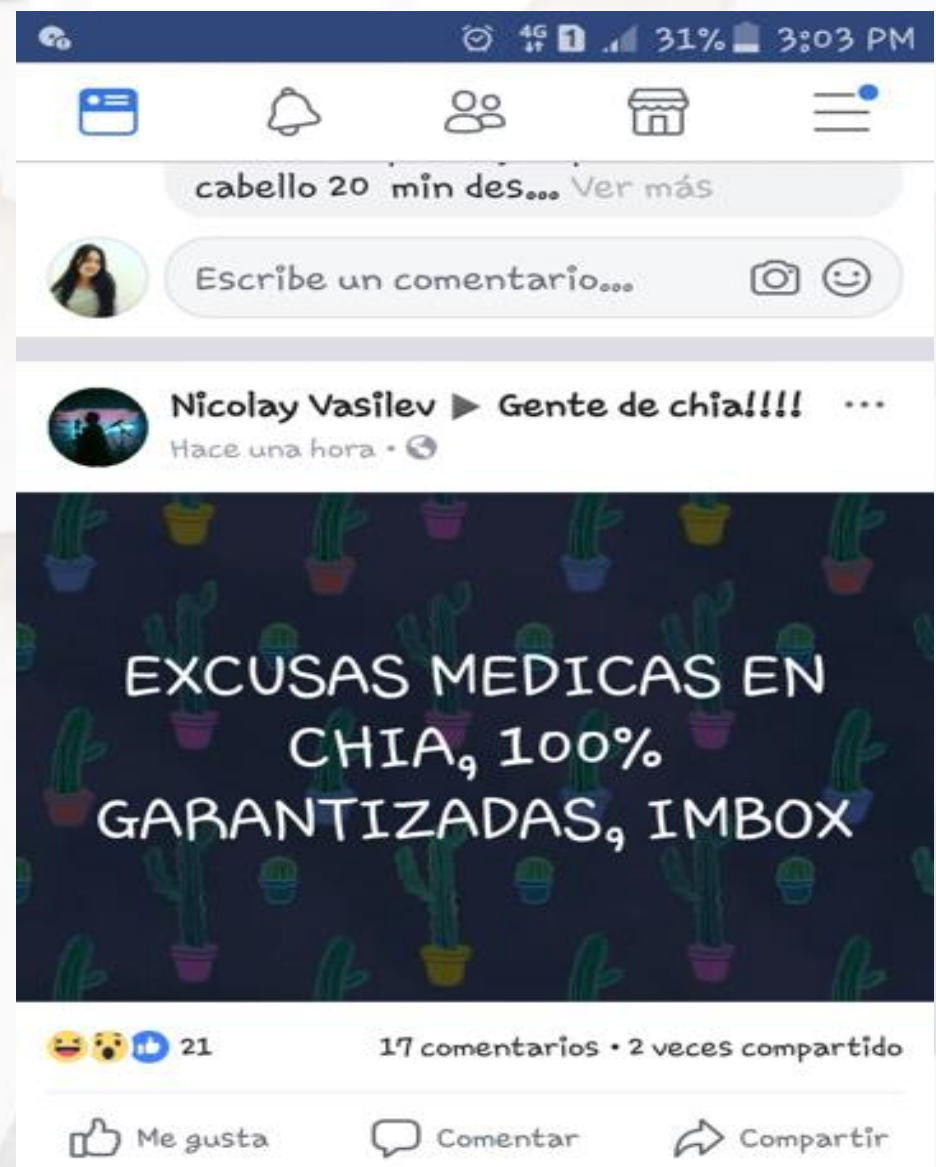 4G 1 31% 3:03 PM
cabello 20 min des... Ver más
Escribe un comentario...
Nicolay Vasilev ▶ Gente de chia!!!! ...
Hace una hora •
EXCUSAS MEDICAS EN
CHIA, 100%
GARANTIZADAS, IMBOX
21 17 comentarios • 2 veces compartido
Me gusta Comentar Compartir